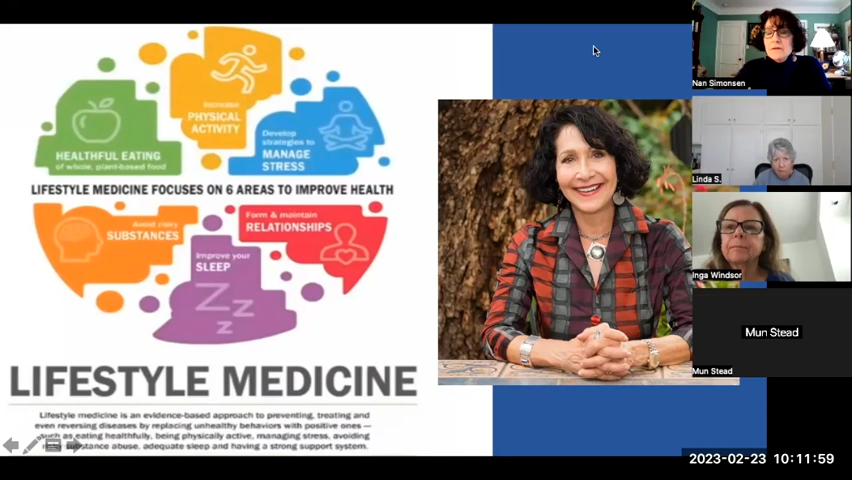 Increase
PHYSICAL
ACTIVITY
Develop
strategies to
MANAGE
STRESS
HEALTHFUL EATING
of whole, plant-based food
LIFESTYLE MEDICINE FOCUSES ON 6 AREAS TO IMPROVE HEALTH
Avoid risky
SUBSTANCES
Form & maintain
RELATIONSHIPS
Improve your
SLEEP
Z Z
Z
LIFESTYLE MEDICINE
Lifestyle medicine is an evidence-based approach to preventing, treating and
even reversing diseases by replacing unhealthy behaviors with positive ones —
such as eating healthfully, being physically active, managing stress, avoiding
substance abuse, adequate sleep and having a strong support system.
Nan Simonsen
Linda S.
Inga Windsor
Mun Stead
Mun Stead
2023-02-23 10:11:59